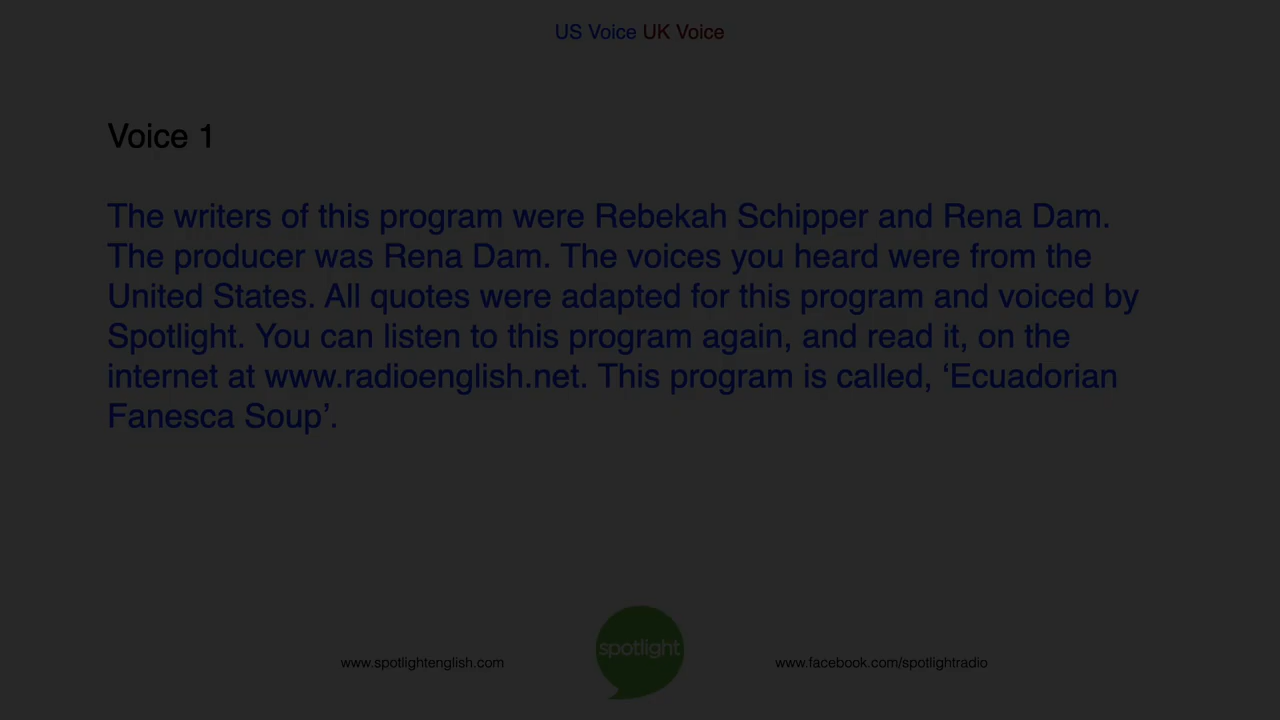 US Voice UK Voice
Voice 1
The writers of this program were Rebekah Schipper and Rena Dam.
The producer was Rena Dam. The voices you heard were from the
United States. All quotes were adapted for this program and voiced by
Spotlight. You can listen to this program again, and read it, on the
internet at www.radioenglish.net. This program is called, ‘Ecuadorian
Fanesca Soup’.
spotlight
www.spotlightenglish.com
www.facebook.com/spotlightradio